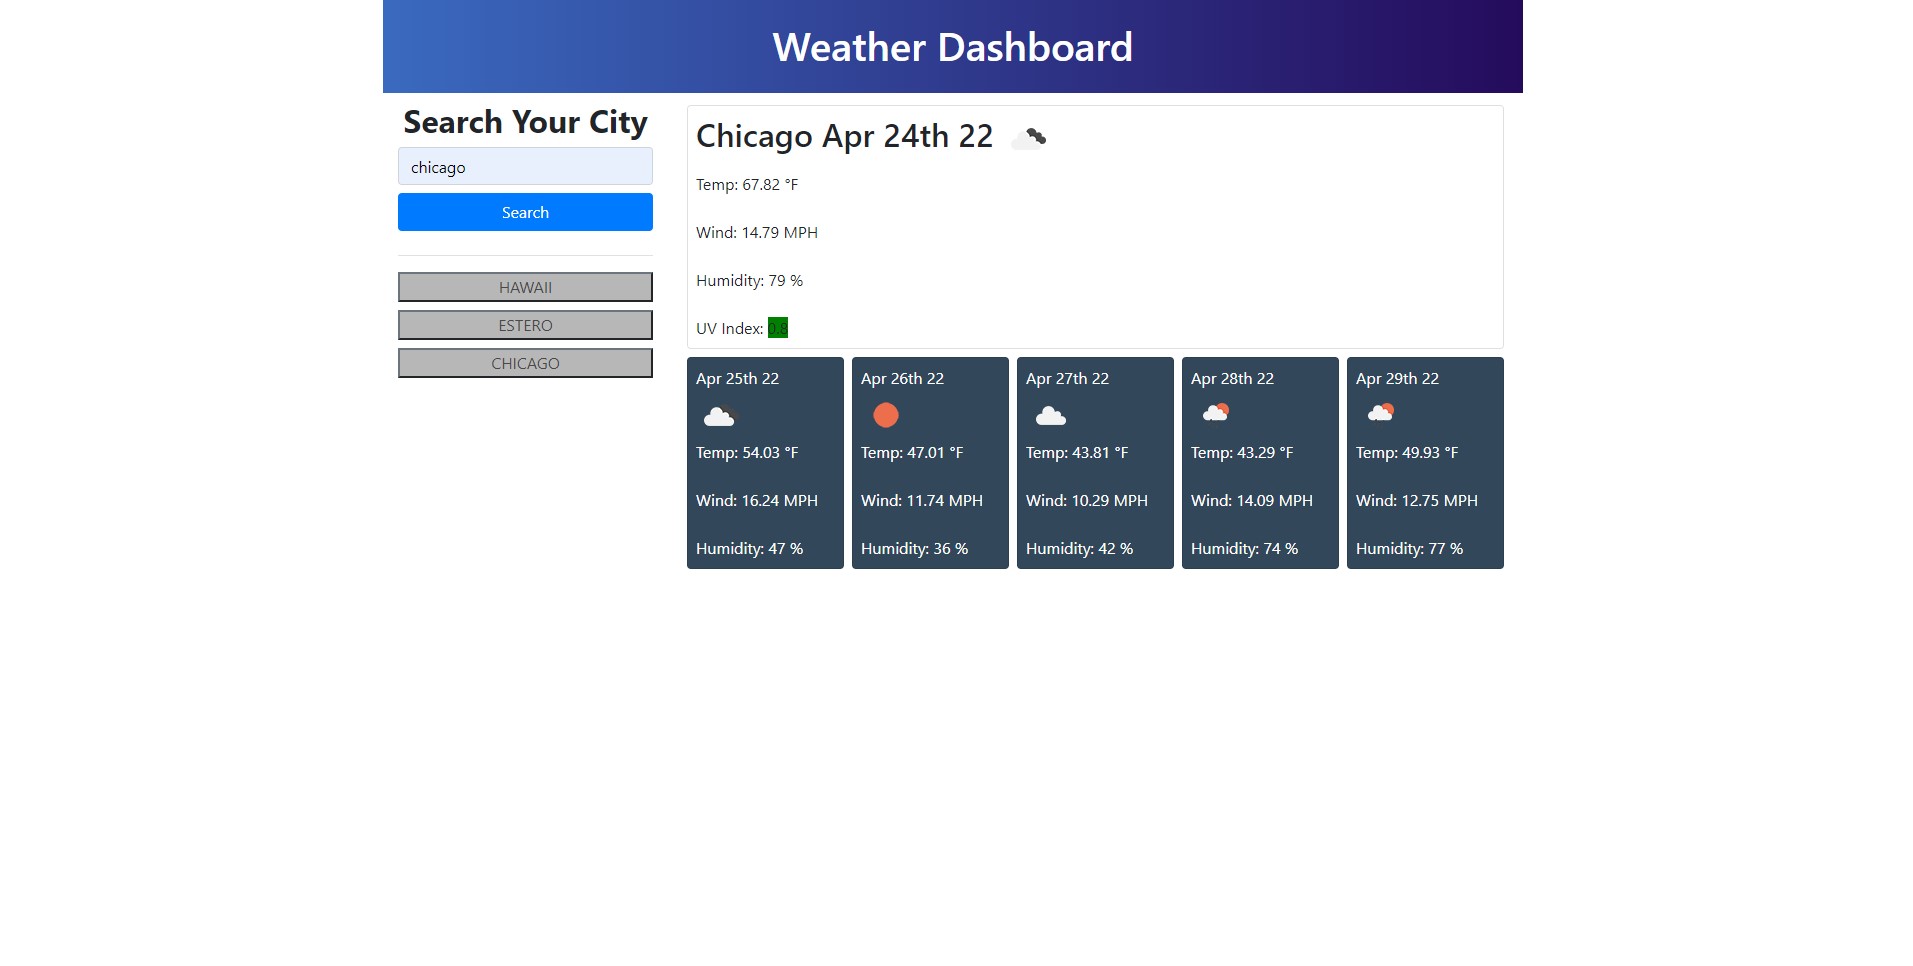 Weather Dashboard
Search Your City
chicago
Search
HAWAII
ESTERO
CHICAGO
Chicago Apr 24th 22
Temp: 67.82 °F
Wind: 14.79 MPH
Humidity: 79 %
UV Index: 0.8
Apr 25th 22
Temp: 54.03 °F
Wind: 16.24 MPH
Humidity: 47 %
Apr 26th 22
Temp: 47.01 °F
Wind: 11.74 MPH
Humidity: 36 %
Apr 27th 22
Temp: 43.81 °F
Wind: 10.29 MPH
Humidity: 42 %
Apr 28th 22
Temp: 43.29 °F
Wind: 14.09 MPH
Humidity: 74 %
Apr 29th 22
Temp: 49.93 °F
Wind: 12.75 MPH
Humidity: 77 %